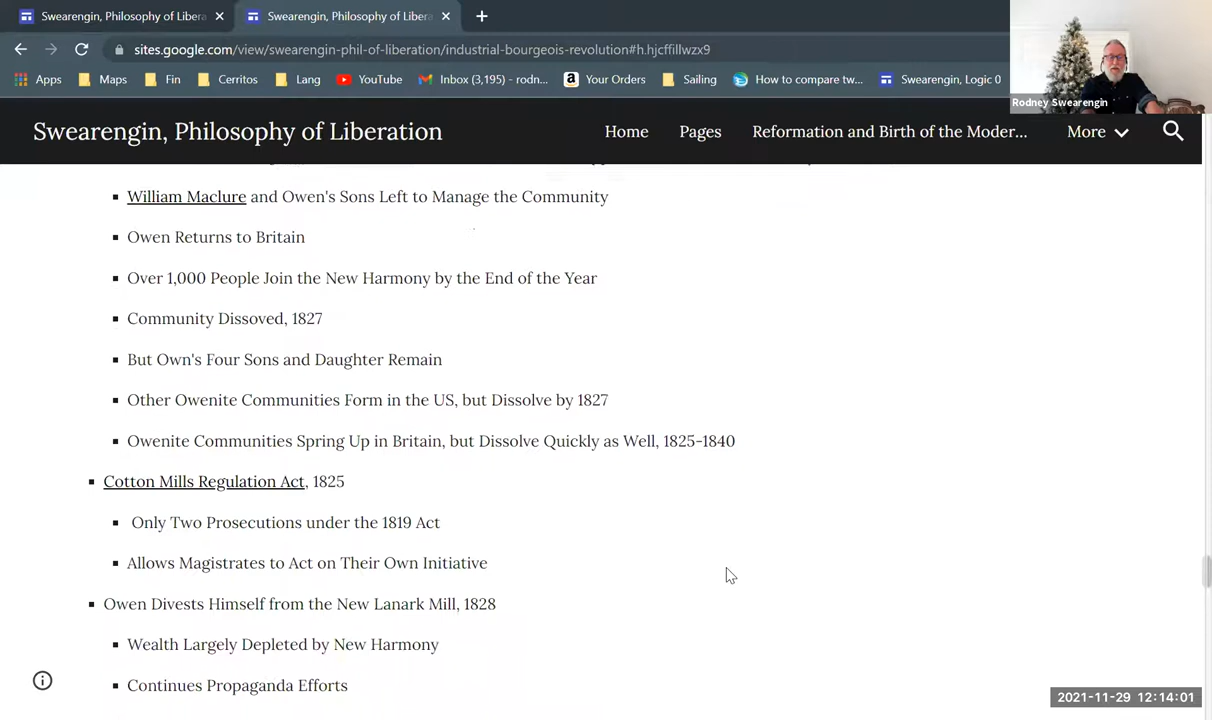 Swearengin, Philosophy of Libera
Swearengin, Philosophy of Libera
sites.google.com/view/swearengin-phil-of-liberation/industrial-bourgeois-revolution#h.hjcffillwzx9
Apps Maps Fin Cerritos Lang YouTube Inbox (3,195) - rodn... Your Orders Sailing How to compare tw... Swearengin, Logic 0
Rodney Swearengin
Swearengin, Philosophy of Liberation Home Pages Reformation and Birth of the Moder... More
William Maclure and Owen's Sons Left to Manage the Community
Owen Returns to Britain
Over 1,000 People Join the New Harmony by the End of the Year
Community Dissoved, 1827
But Own's Four Sons and Daughter Remain
Other Owenite Communities Form in the US, but Dissolve by 1827
Owenite Communities Spring Up in Britain, but Dissolve Quickly as Well, 1825-1840
Cotton Mills Regulation Act, 1825
Only Two Prosecutions under the 1819 Act
Allows Magistrates to Act on Their Own Initiative
Owen Divests Himself from the New Lanark Mill, 1828
Wealth Largely Depleted by New Harmony
Continues Propaganda Efforts
2021-11-29 12:14:01